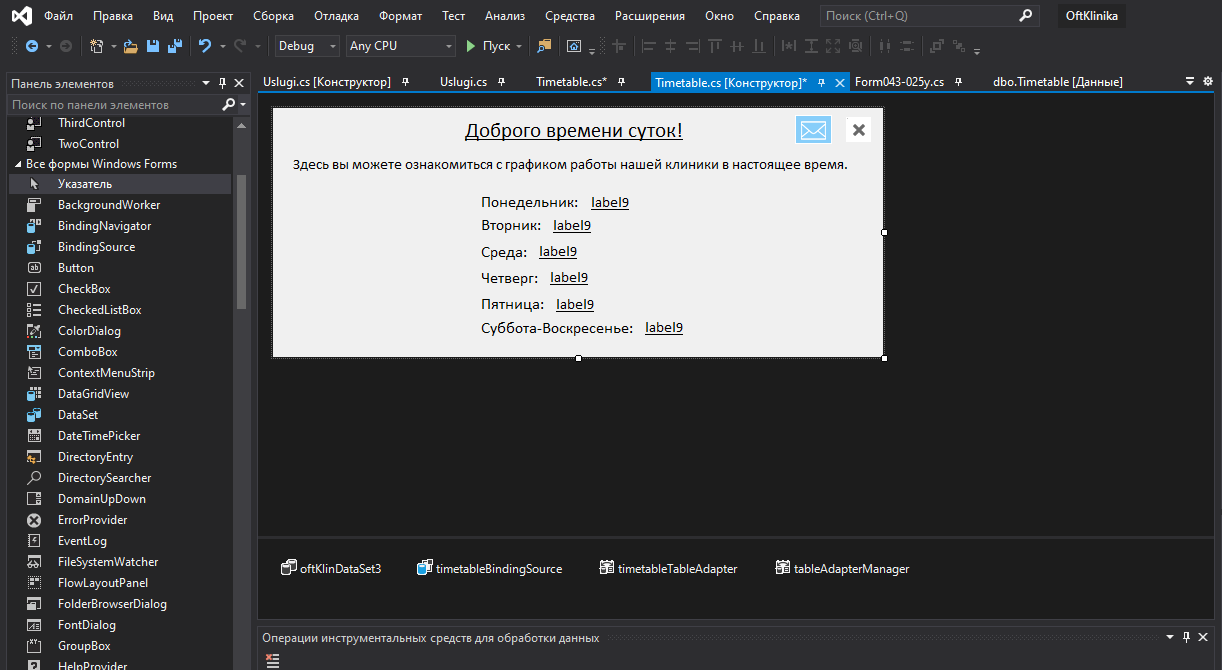 Файл Правка Вид Проект Сборка Отладка Формат Тест Анализ Средства Расширения Окно Справка Поиск (Ctrl+Q) OftKlinika
Debug Any CPU Пуск
Панель элементов
Uslugi.cs [Конструктор] Uslugi.cs Timetable.cs* Timetable.cs [Конструктор]* Form043-025y.cs dbo.Timetable [Данные]
Поиск по панели элементов
ThirdControl
TwoControl
Все формы Windows Forms
Указатель
BackgroundWorker
BindingNavigator
BindingSource
Button
CheckBox
CheckedListBox
ColorDialog
ComboBox
ContextMenuStrip
DataGridView
DataSet
DateTimePicker
DirectoryEntry
DirectorySearcher
DomainUpDown
ErrorProvider
EventLog
FileSystemWatcher
FlowLayoutPanel
FolderBrowserDialog
FontDialog
GroupBox
HelpProvider
Доброго времени суток!
Здесь вы можете ознакомиться с графиком работы нашей клиники в настоящее время.
Понедельник: label9
Вторник: label9
Среда: label9
Четверг: label9
Пятница: label9
Суббота-Воскресенье: label9
oftKlinDataSet3 timetableBindingSource timetableTableAdapter tableAdapterManager
Операции инструментальных средств для обработки данных